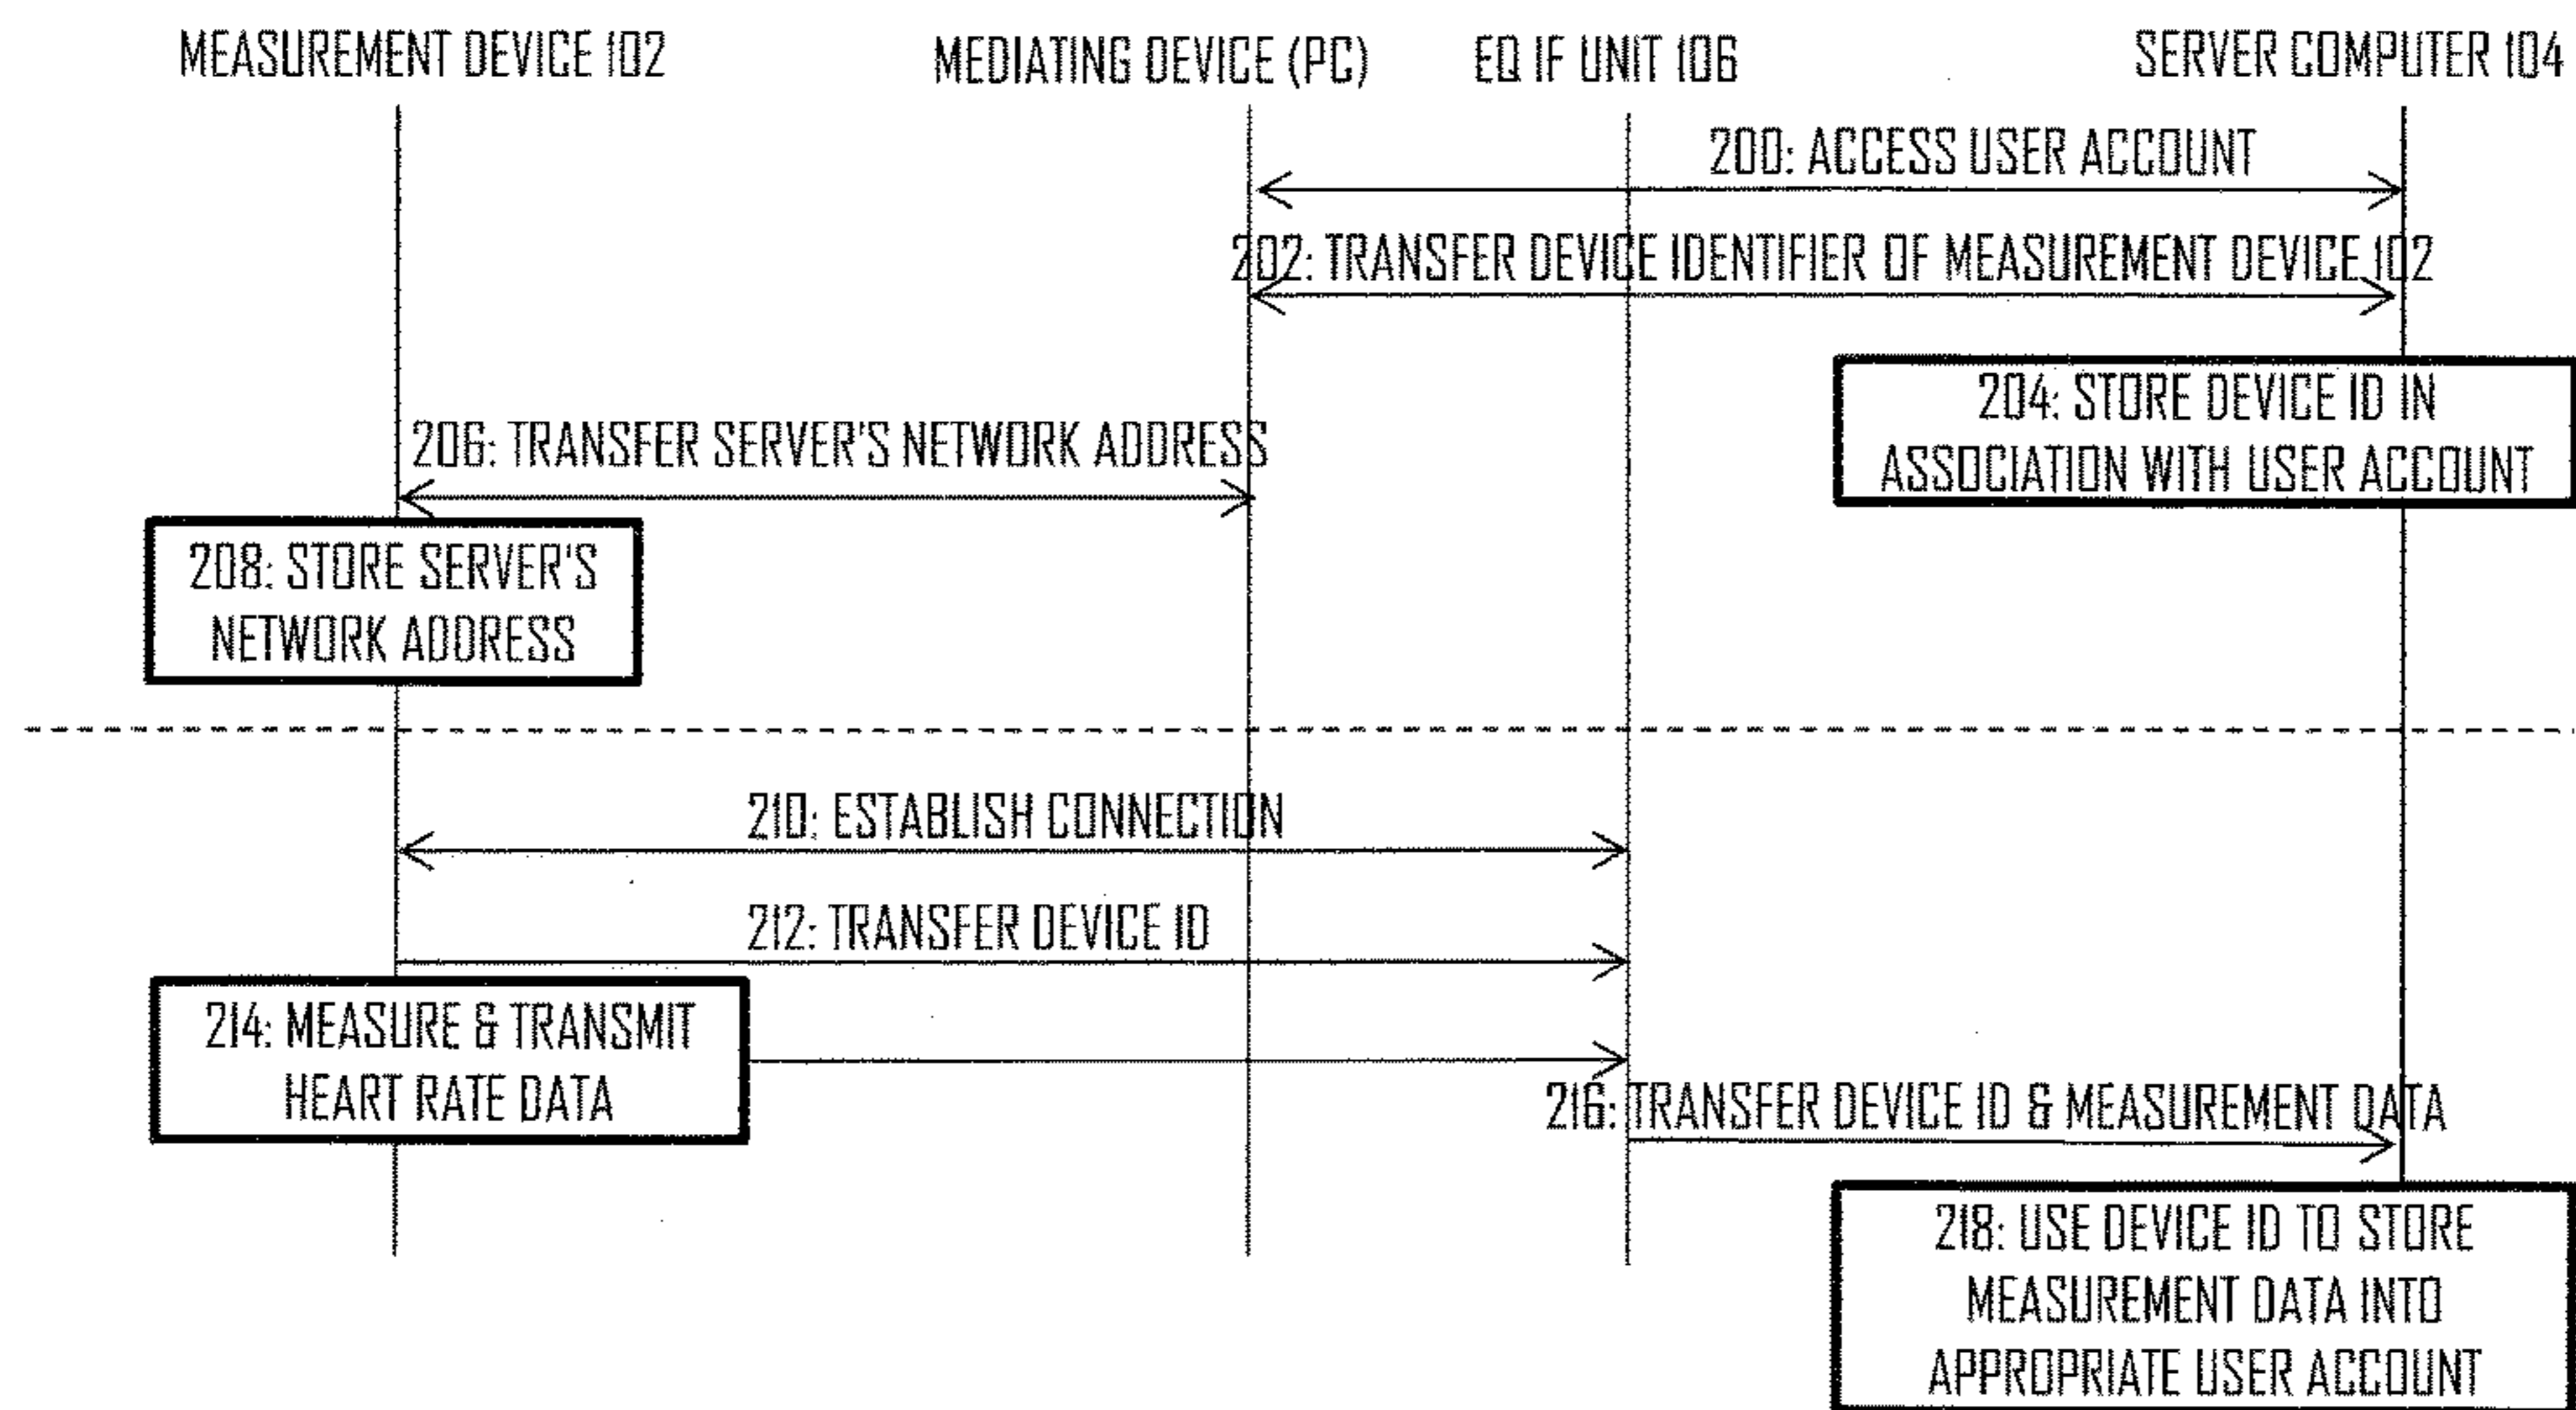 MEASUREMENT DEVICE 102
MEDIATING DEVICE (PC)
EQ IF UNIT 106
SERVER COMPUTER 104
200: ACCESS USER ACCOUNT
202: TRANSFER DEVICE IDENTIFIER OF MEASUREMENT DEVICE 102
204: STORE DEVICE ID IN
ASSOCIATION WITH USER ACCOUNT
206: TRANSFER SERVER'S NETWORK ADDRESS
208: STORE SERVER'S
NETWORK ADDRESS
210: ESTABLISH CONNECTION
212: TRANSFER DEVICE ID
214: MEASURE & TRANSMIT
HEART RATE DATA
216: TRANSFER DEVICE ID & MEASUREMENT DATA
218: USE DEVICE ID TO STORE
MEASUREMENT DATA INTO
APPROPRIATE USER ACCOUNT